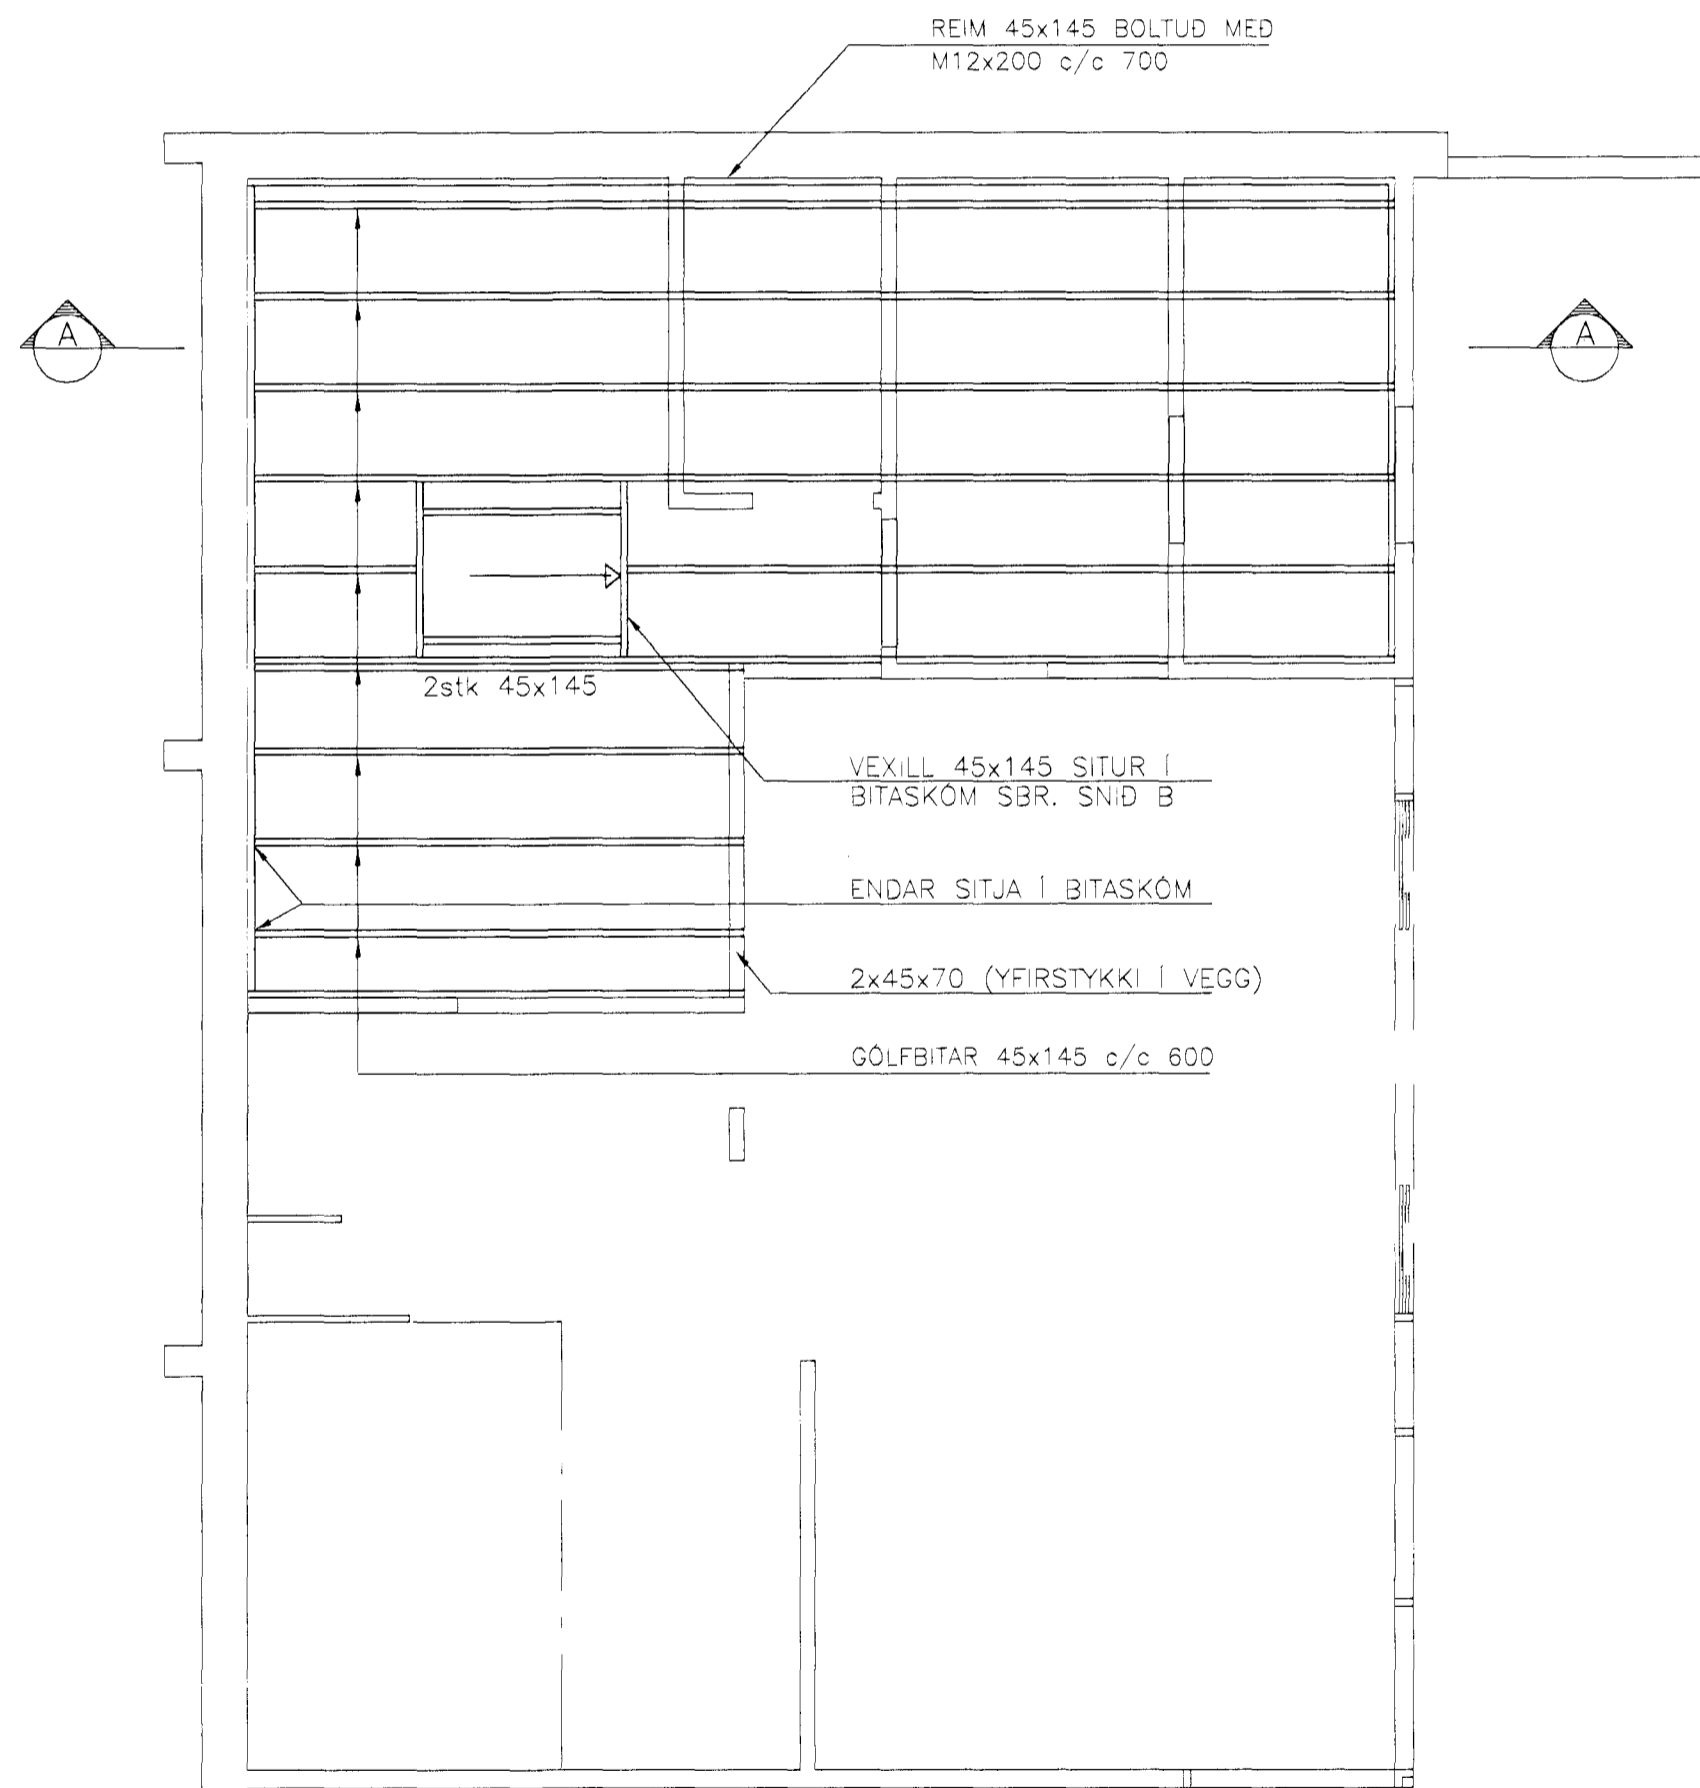 REIM 45x145 BOLTUÐ MEÐ
M12x200 c/c 700
A
A
2stk 45x145
VEXILL 45x145 SITUR Í
BITASKÓM SBR. SNIÐ B
ENDAR SITJA Í BITASKÓM
2x45x70 (YFIRSTYKKI Í VEGG)
GÓLFBITAR 45x145 c/c 600